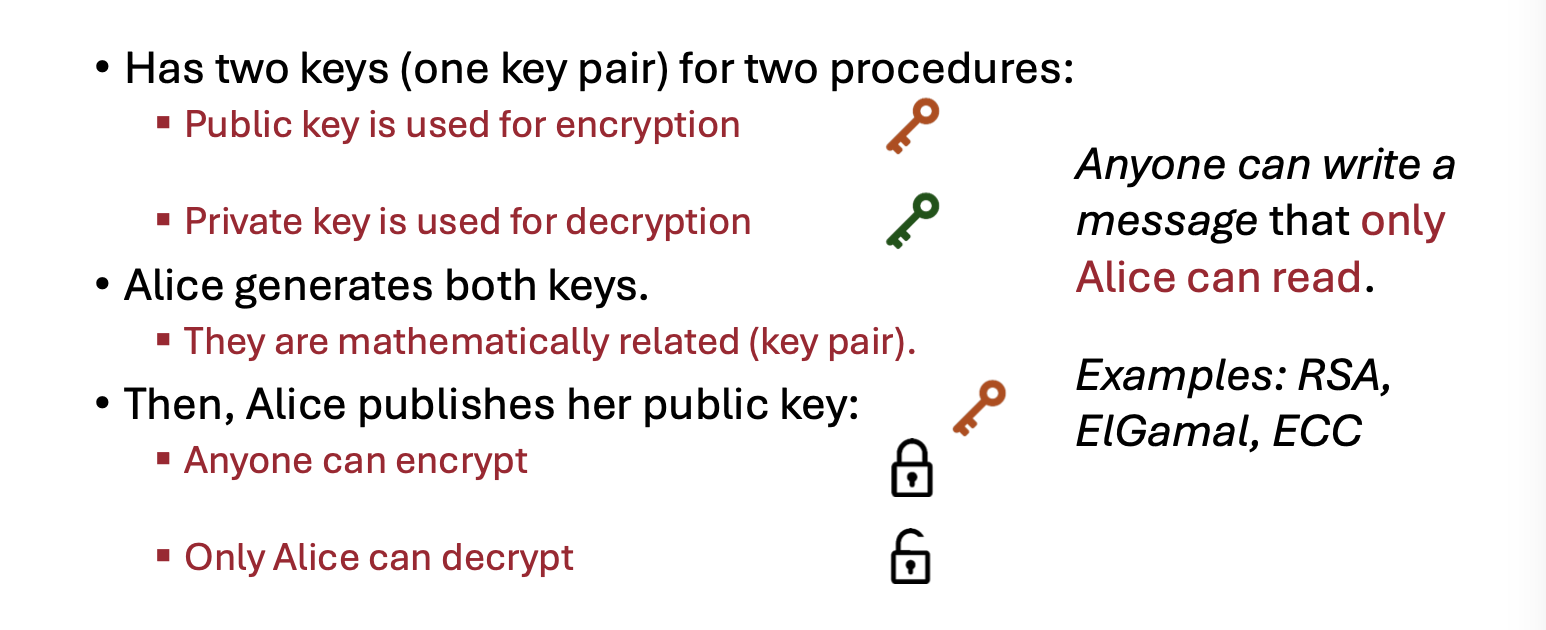 • Has two keys (one key pair) for two procedures:
▪ Public key is used for encryption
▪ Private key is used for decryption
• Alice generates both keys.
▪ They are mathematically related (key pair).
• Then, Alice publishes her public key:
▪ Anyone can encrypt
▪ Only Alice can decrypt
Anyone can write a
message that only
Alice can read.
Examples: RSA,
ElGamal, ECC